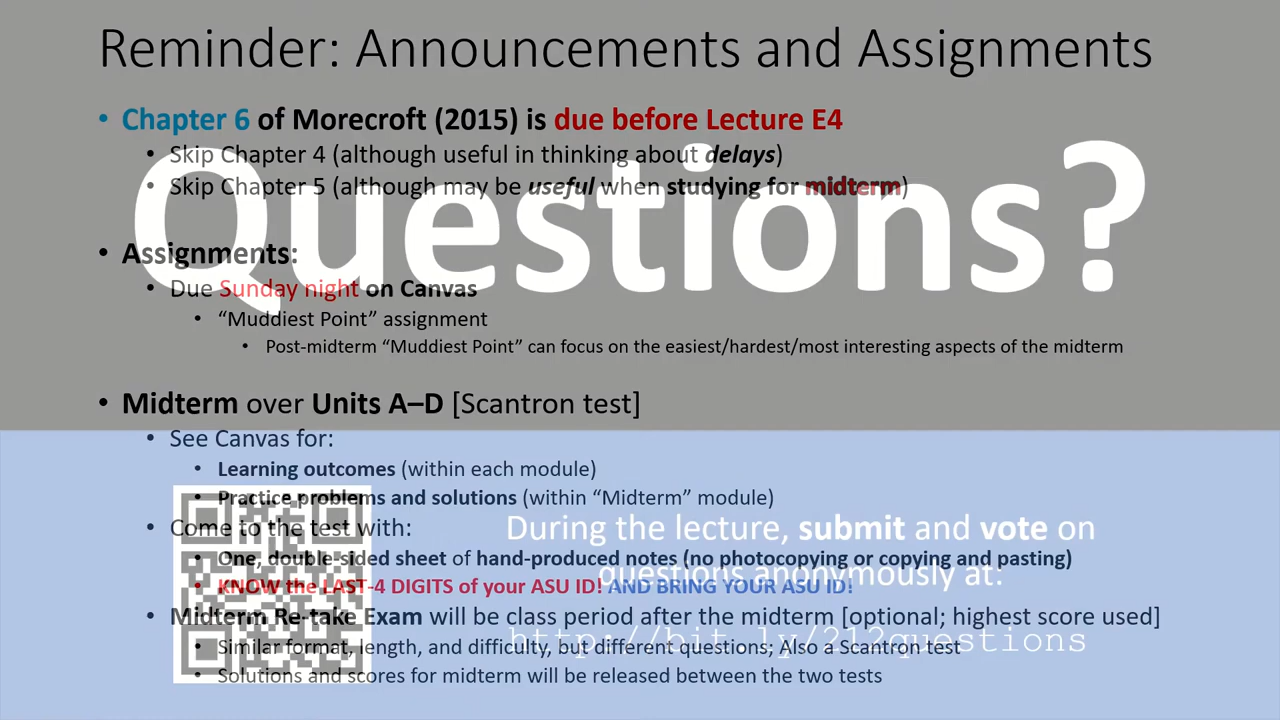 Reminder: Announcements and Assignments
• Chapter 6 of Morecroft (2015) is due before Lecture E4
• Skip Chapter 4 (although useful in thinking about delays)
• Skip Chapter 5 (although may be useful when studying for midterm)
Questions?
• Assignments:
• Due Sunday night on Canvas
• “Muddiest Point” assignment
• Post-midterm “Muddiest Point” can focus on the easiest/hardest/most interesting aspects of the midterm
• Midterm over Units A–D [Scantron test]
• See Canvas for:
• Learning outcomes (within each module)
• Practice problems and solutions (within “Midterm” module)
• Come to the test with:
• One, double-sided sheet of hand-produced notes (no photocopying or copying and pasting)
• KNOW the LAST-4 DIGITS of your ASU ID! AND BRING YOUR ASU ID!
• Midterm Re-take Exam will be class period after the midterm [optional; highest score used]
• Similar format, length, and difficulty, but different questions; Also a Scantron test
• Solutions and scores for midterm will be released between the two tests
During the lecture, submit and vote on
questions anonymously at:
http://bit.ly/212questions